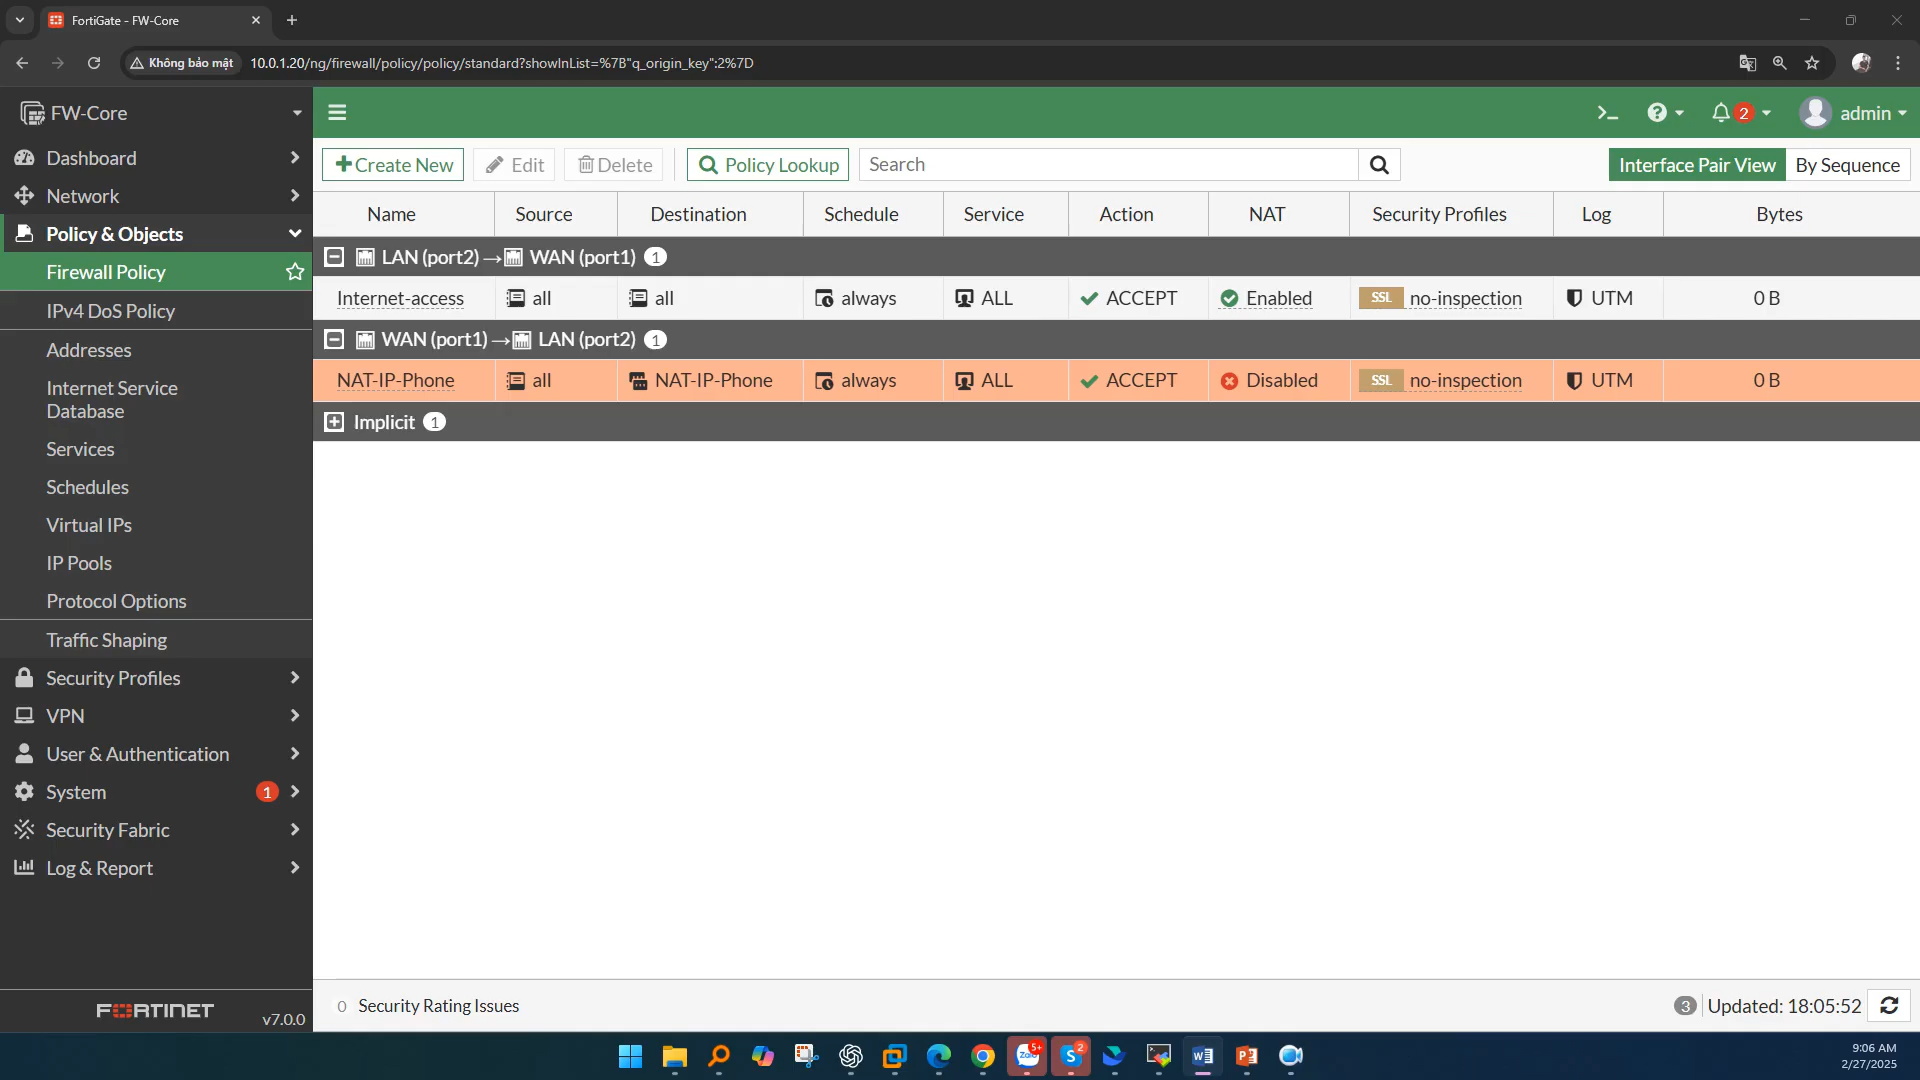 FortiGate - FW-Core
Không bảo mật
10.0.1.20/ng/firewall/policy/policy/standard?showInList=%7B"q_origin_key":2%7D
FW-Core
2
admin
Dashboard
Network
Policy & Objects
Firewall Policy
IPv4 DoS Policy
Addresses
Internet Service
Database
Services
Schedules
Virtual IPs
IP Pools
Protocol Options
Traffic Shaping
Security Profiles
VPN
User & Authentication
System 1
Security Fabric
Log & Report
FORTINET v7.0.0
Create New Edit Delete Policy Lookup Search Interface Pair View By Sequence
Name Source Destination Schedule Service Action NAT Security Profiles Log Bytes
LAN (port2) → WAN (port1) 1
Internet-access all all always ALL ACCEPT Enabled SSL no-inspection UTM 0 B
WAN (port1) → LAN (port2) 1
NAT-IP-Phone all NAT-IP-Phone always ALL ACCEPT Disabled SSL no-inspection UTM 0 B
Implicit 1
0 Security Rating Issues
3 Updated: 18:05:52
Zalo 5+
S 2
W
P
9:06 AM
2/27/2025